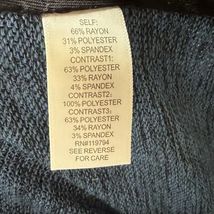 SELF:
66% RAYON
31% POLYESTER
3% SPANDEX
CONTRAST1:
63% POLYESTER
33% RAYON
4% SPANDEX
CONTRAST2:
100% POLYESTER
CONTRAST3:
63% POLYESTER
34% RAYON
3% SPANDEX
RN#119794
SEE REVERSE
FOR CARE